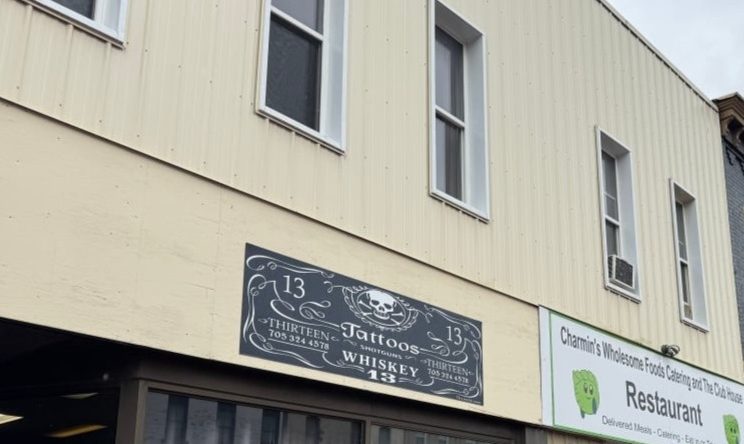 13
13
THIRTEEN
705 324 4578
Tattoos
SHOTGUNS
WHISKEY
13
THIRTEEN
705 324 4578
Charmin's Wholesome Foods Catering and The Club House
Restaurant
Delivered Meals - Catering - Eat in